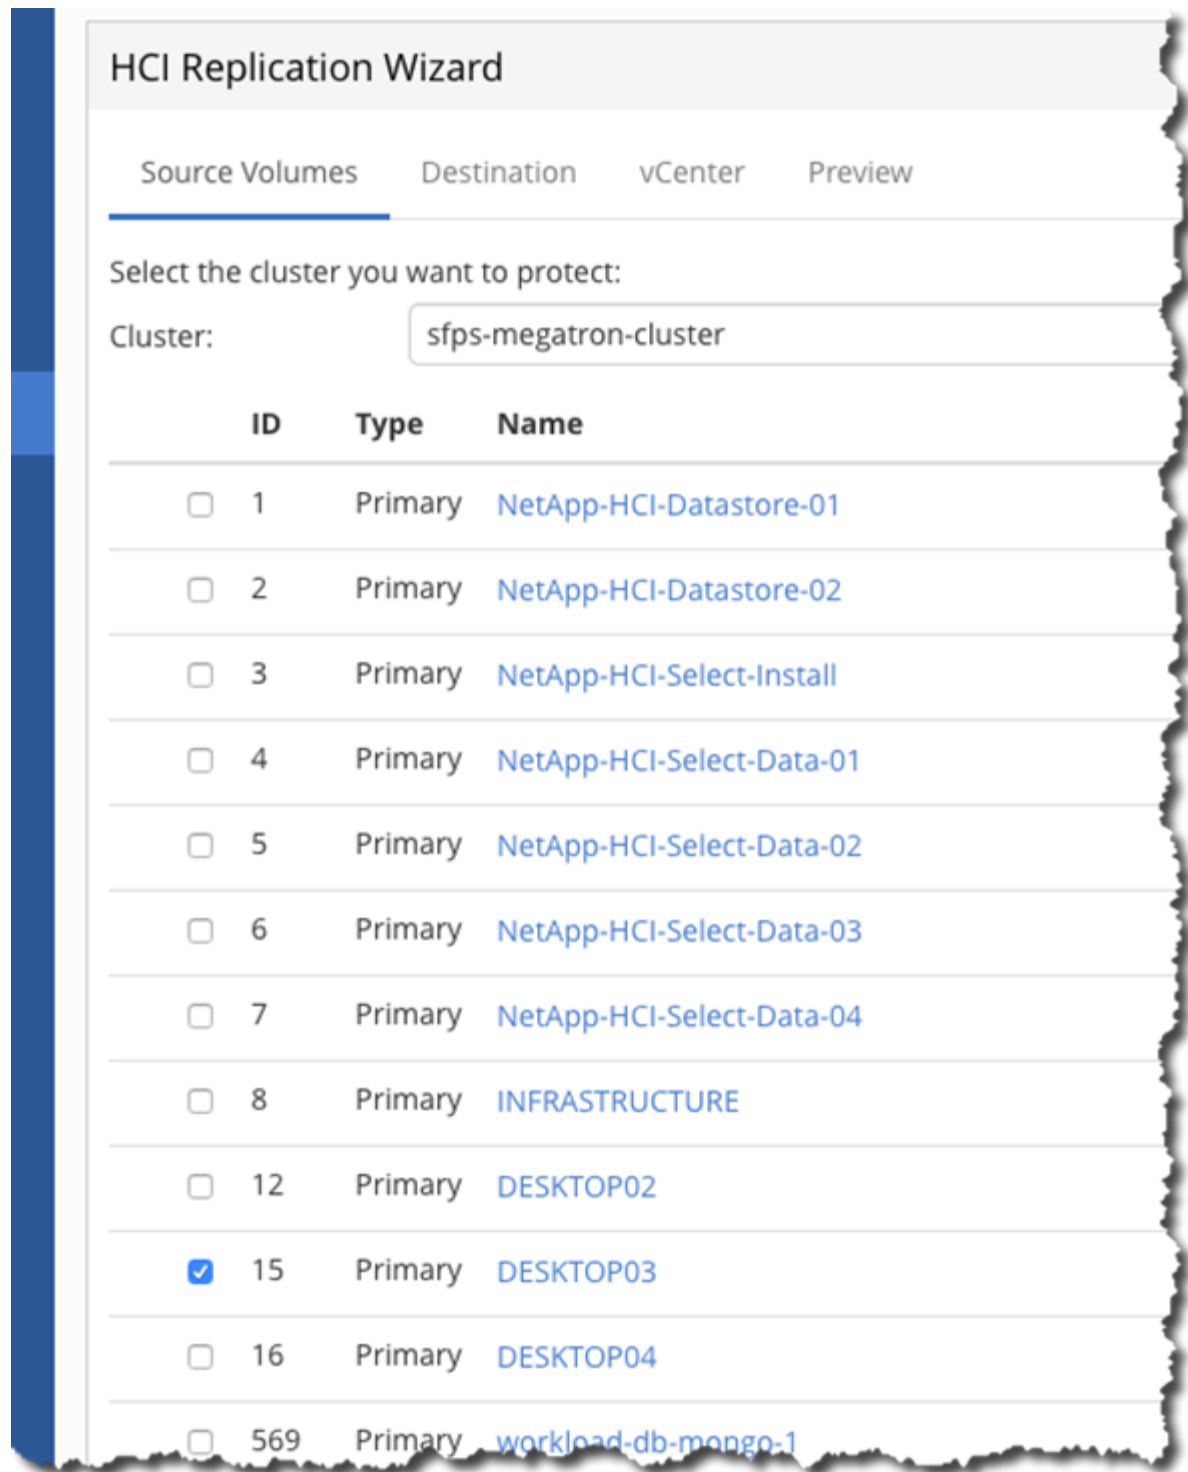 HCI Replication Wizard
Source Volumes Destination vCenter Preview
Select the cluster you want to protect:
Cluster: sfps-megatron-cluster
ID Type Name
1 Primary NetApp-HCI-Datastore-01
2 Primary NetApp-HCI-Datastore-02
3 Primary NetApp-HCI-Select-Install
4 Primary NetApp-HCI-Select-Data-01
5 Primary NetApp-HCI-Select-Data-02
6 Primary NetApp-HCI-Select-Data-03
7 Primary NetApp-HCI-Select-Data-04
8 Primary INFRASTRUCTURE
12 Primary DESKTOP02
15 Primary DESKTOP03
16 Primary DESKTOP04
569 Primary workload-db-mongo-1